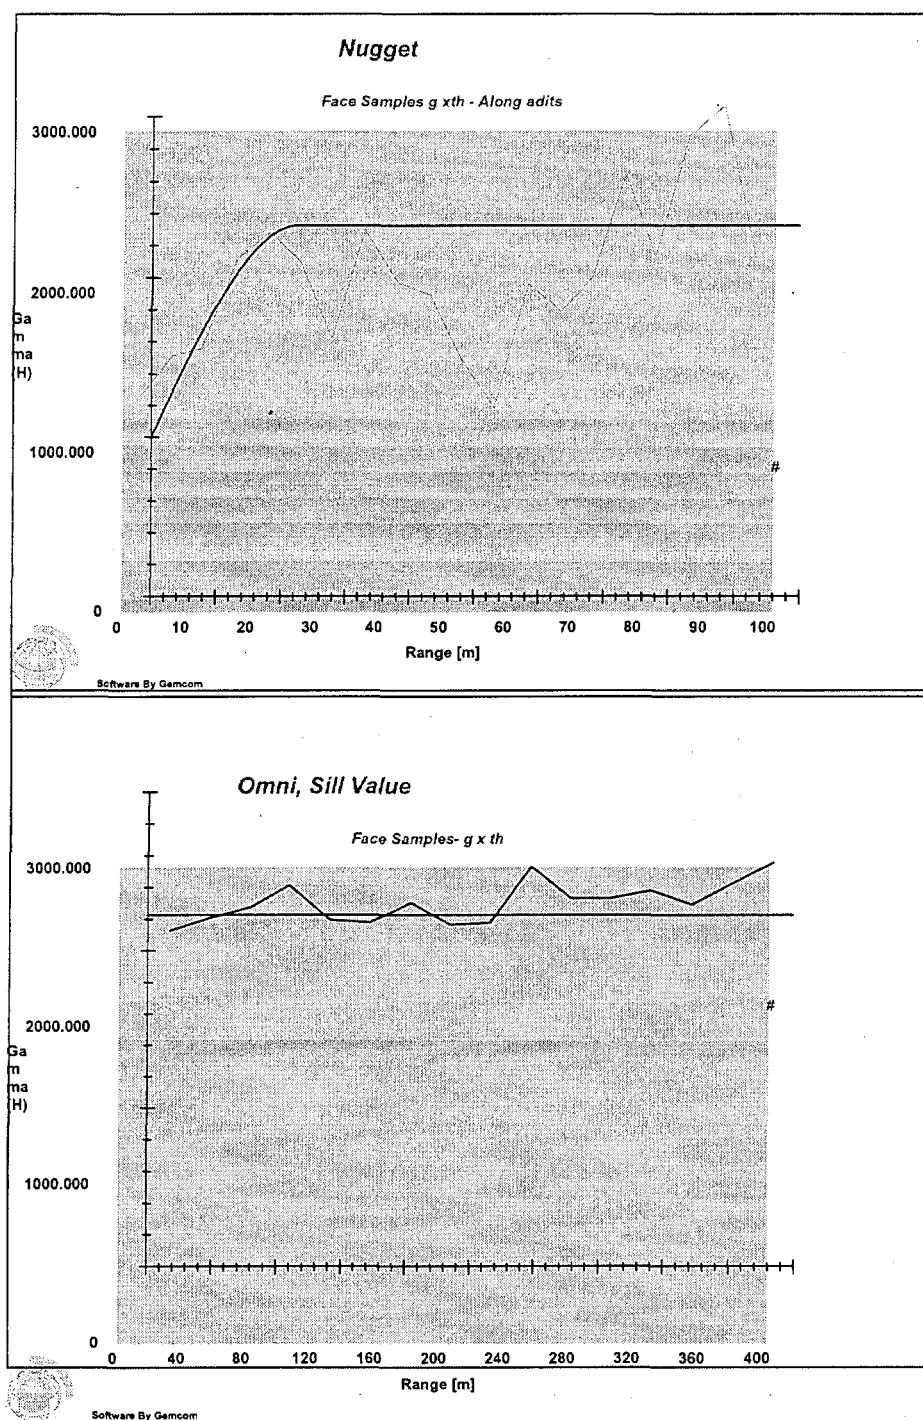 Nugget
Face Samples g xth - Along adits
3000.000
2000.000
Ga
m
ma
(H)
1000.000
#
0
0 10 20 30 40 50 60 70 80 90 100
Range [m]
Software By Gemcom
Omni, Sill Value
Face Samples- g x th
3000.000
#
2000.000
Ga
m
ma
(H)
1000.000
0
0 40 80 120 160 200 240 280 320 360 400
Range [m]
Software By Gemcom